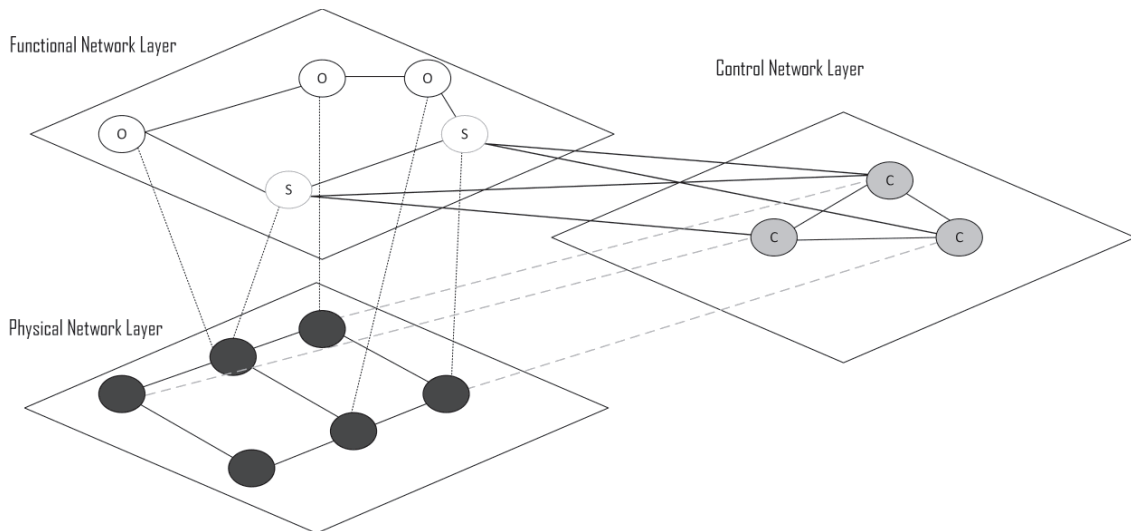 Functional Network Layer
Control Network Layer
O
O
O
S
S
C
C
C
Physical Network Layer